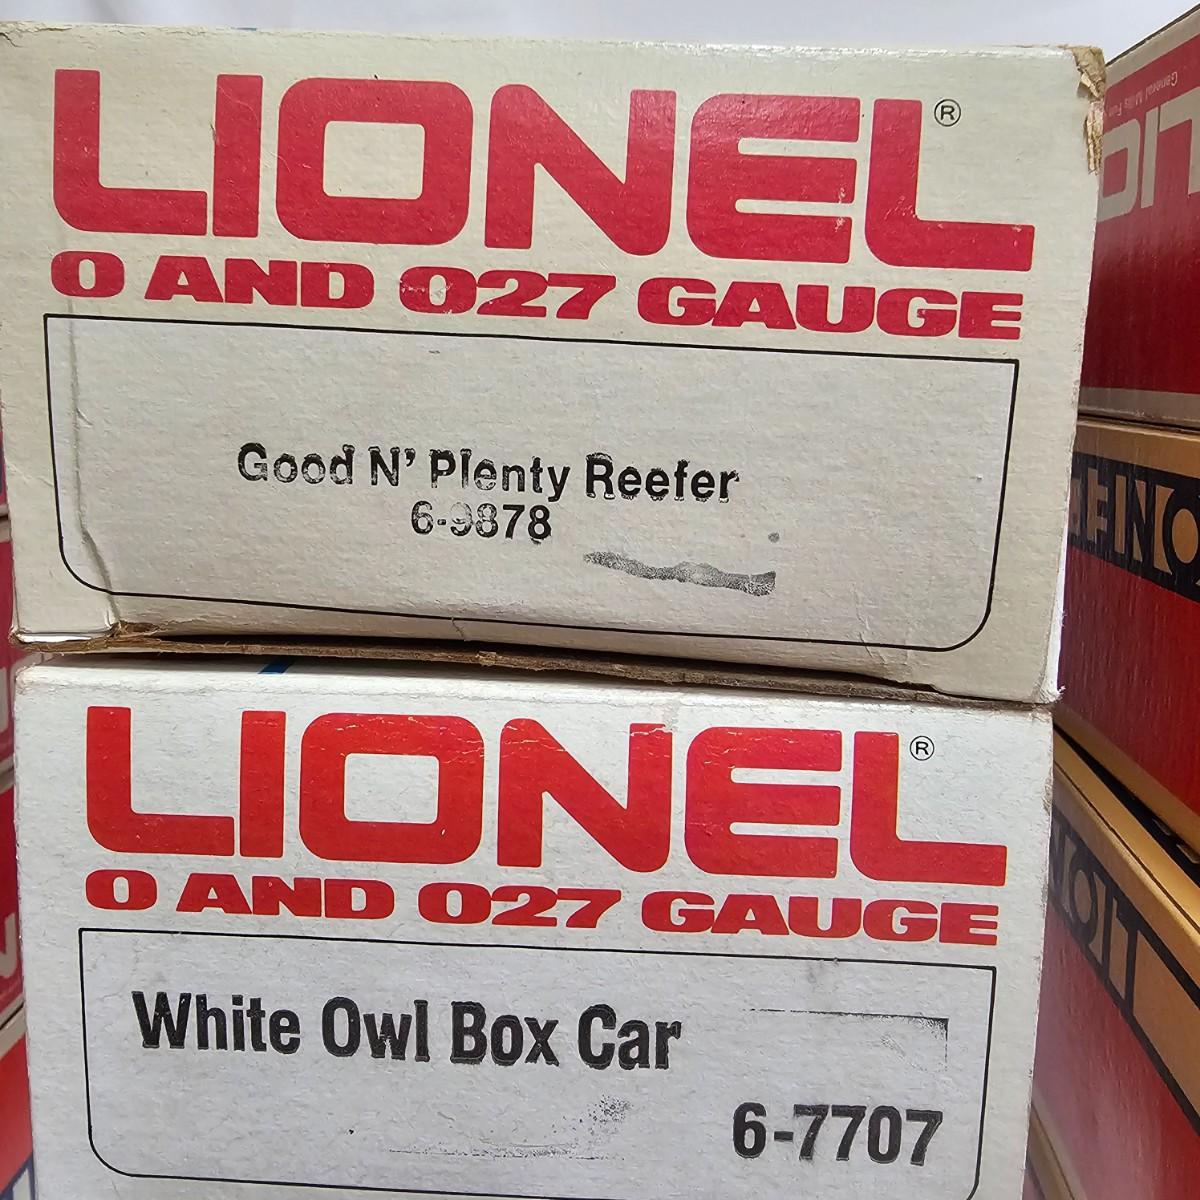 LIONEL®
O AND O27 GAUGE
Good N' Plenty Reefer
6-9878
LIONEL®
O AND O27 GAUGE
White Owl Box Car
6-7707